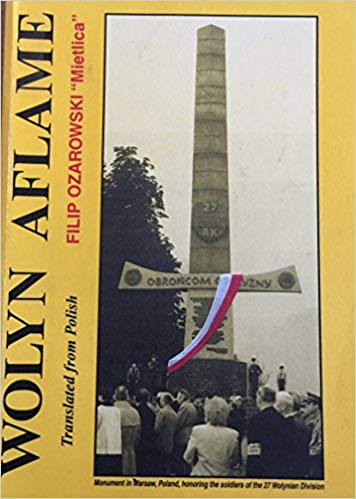 WOLYN AFLAME
FILIP OZAROWSKI "Mietlica"
Translated from Polish
27
AK
OBROŃCOM O YZNY
Monument in Warsaw, Poland, honoring the soldiers of the 27 Wolynian Division